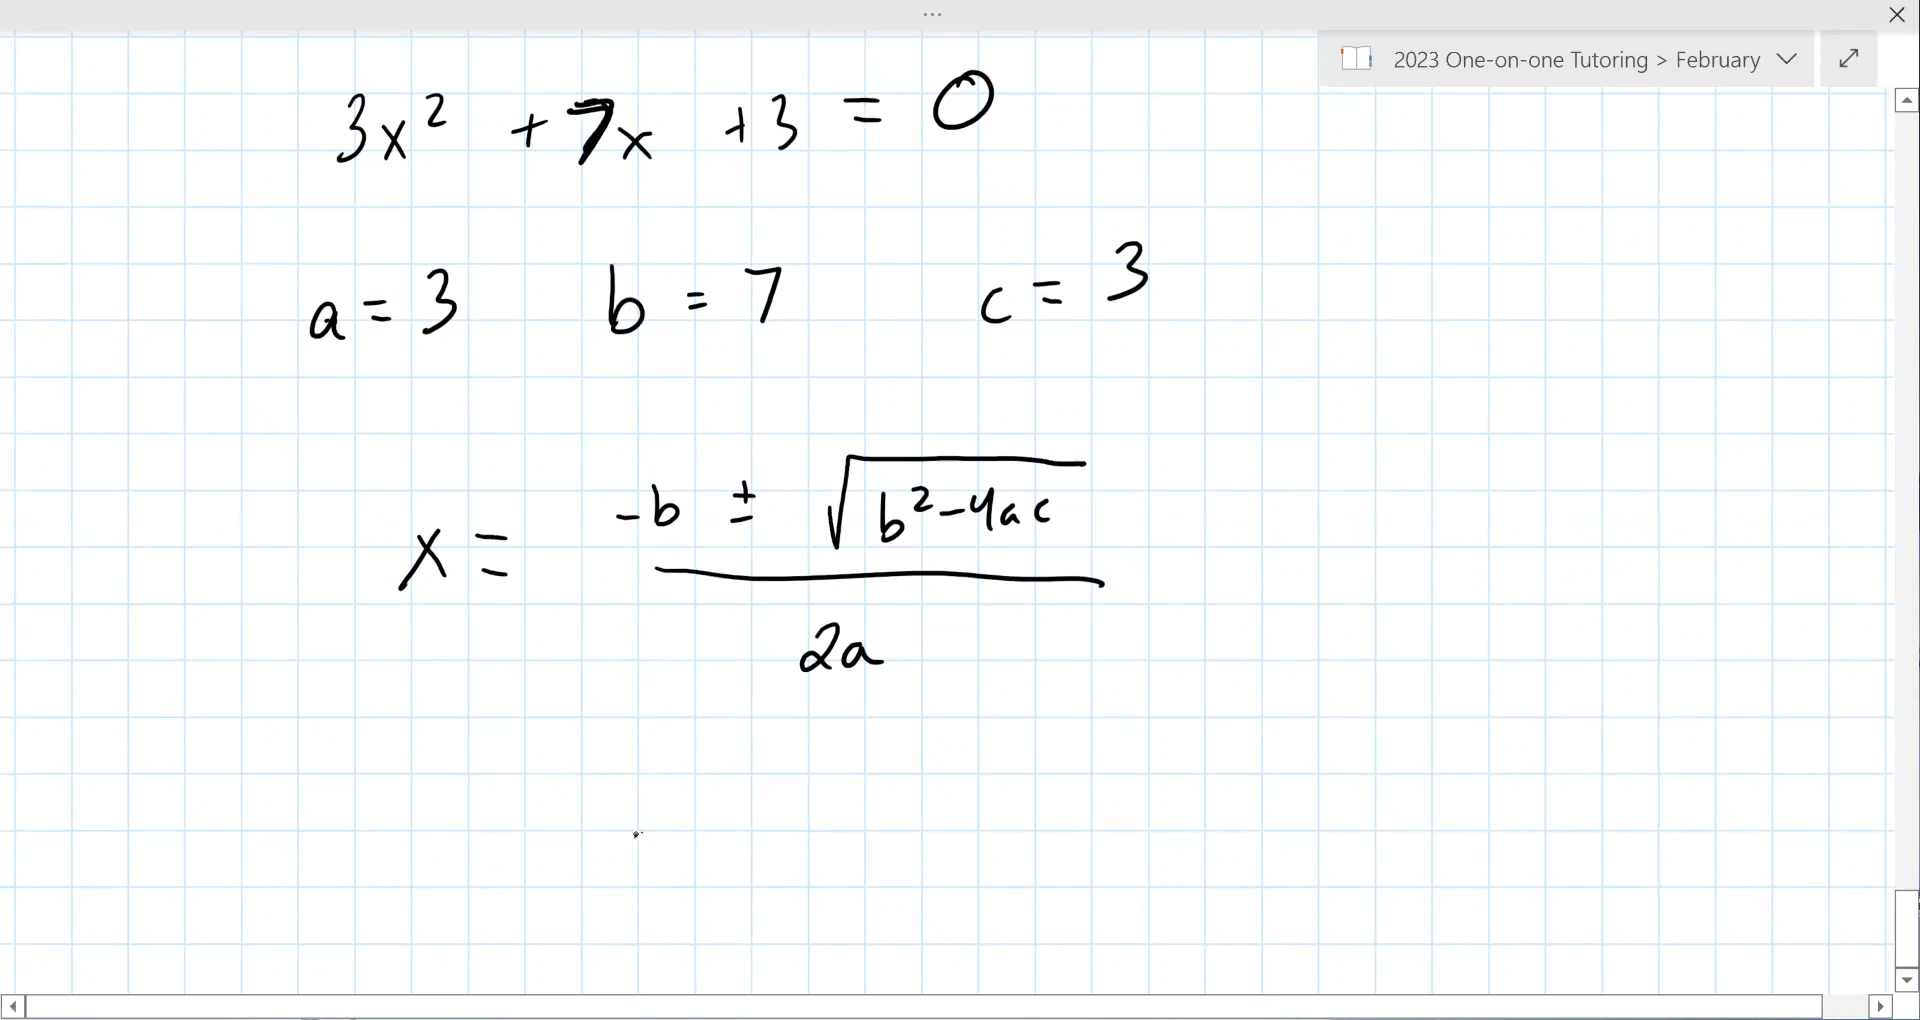 ...
2023 One-on-one Tutoring > February
3x² + 7x + 3 = 0
a = 3 b = 7 c = 3
x = -b ± √b² - 4ac
2a